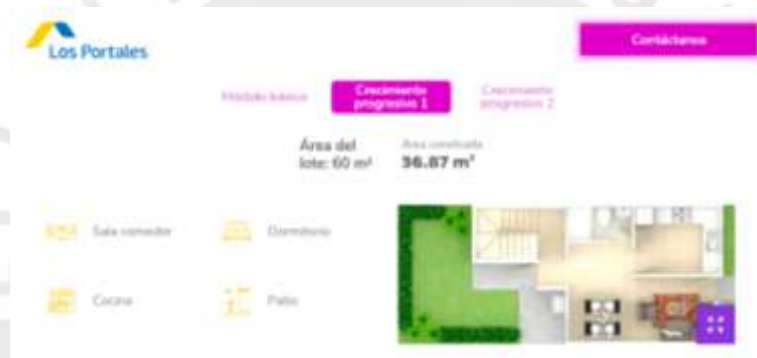 Los Portales
Contáctanos
Módulo básico
Crecimiento
progresivo 1
Crecimiento
progresivo 2
Área del
lote: 60 m²
Área construida
36.87 m²
Sala comedor
Dormitorio
Cocina
Patio